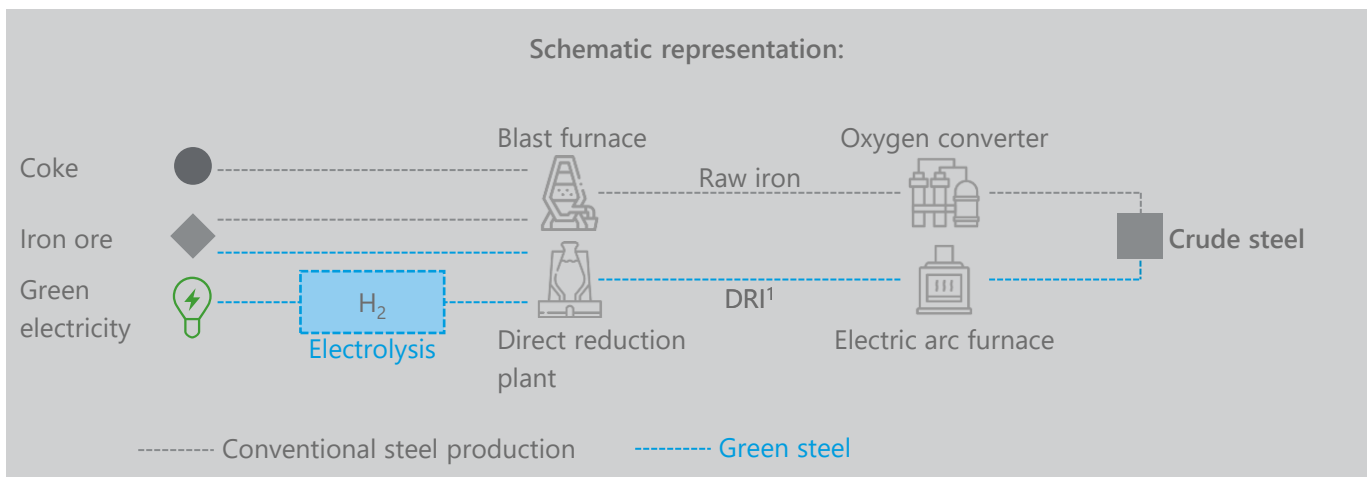 Schematic representation:
Blast furnace
Oxygen converter
Coke
Raw iron
Iron ore
Crude steel
Green
electricity
H₂
DRI¹
Electrolysis
Direct reduction
plant
Electric arc furnace
Conventional steel production
Green steel